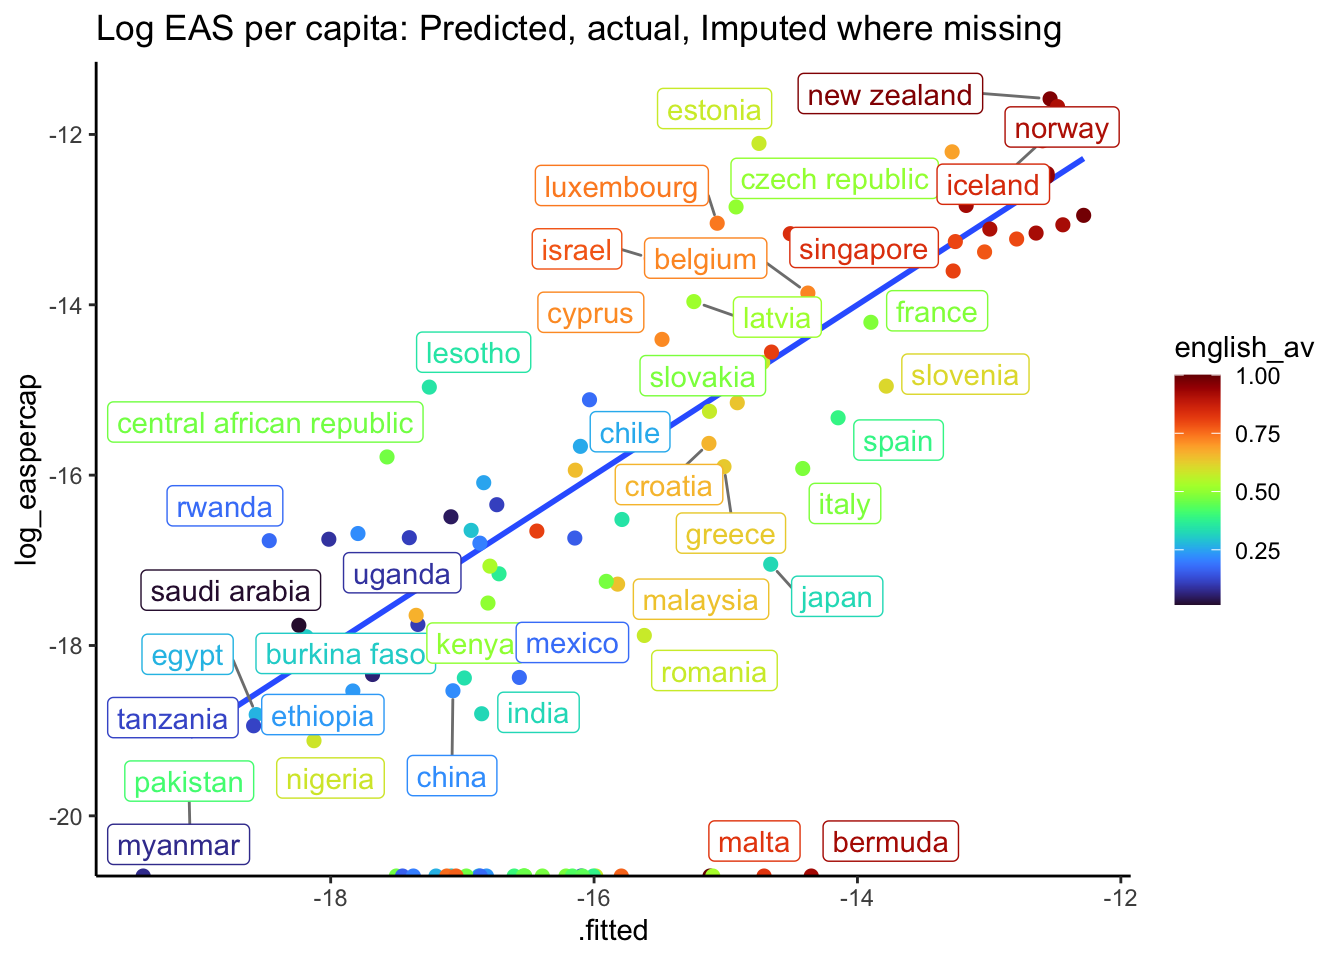 Log EAS per capita: Predicted, actual, Imputed where missing
new zealand
estonia
norway
luxembourg
czech republic
iceland
israel
belgium
singapore
cyprus
latvia
france
lesotho
slovakia
slovenia
central african republic
chile
spain
croatia
rwanda
italy
greece
uganda
saudi arabia
malaysia
japan
egypt
burkina faso
kenya
mexico
romania
tanzania
ethiopia
india
pakistan
nigeria
china
myanmar
malta
bermuda
-12
-14
-16
-18
-20
log_easpercap
-18
-16
-14
-12
.fitted
english_av
1.00
0.75
0.50
0.25